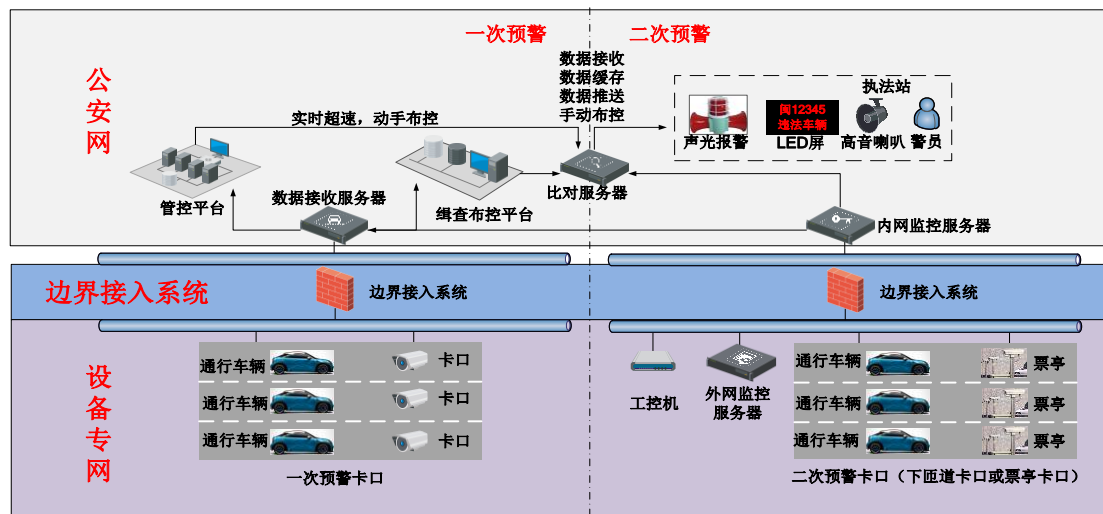 一次预警
二次预警
公安网
数据接收
数据缓存
数据推送
手动布控
执法站
闽12345
违法车辆
声光报警
LED屏
高音喇叭
警员
实时超速，动手布控
管控平台
数据接收服务器
缉查布控平台
比对服务器
内网监控服务器
边界接入系统
边界接入系统
边界接入系统
设备专网
通行车辆
卡口
通行车辆
卡口
通行车辆
卡口
一次预警卡口
工控机
外网监控
服务器
通行车辆
票亭
通行车辆
票亭
通行车辆
票亭
二次预警卡口（下匝道卡口或票亭卡口）